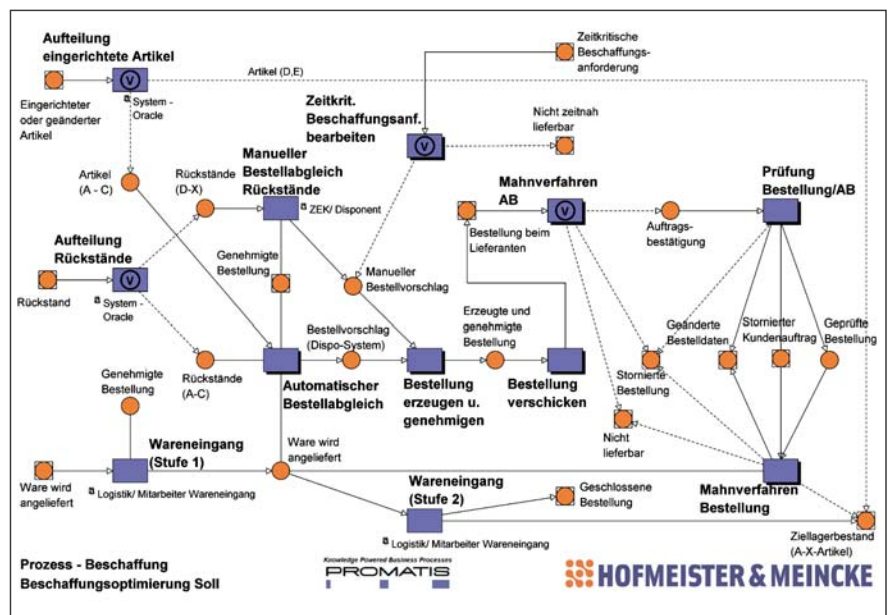 Aufteilung
eingerichtete Artikel
Artikel (D,E)
Zeitkritische
Beschaffungs-
anforderung
V
Eingerichteter
oder geänderter
Artikel
System -
Oracle
Zeitkrit.
Beschaffungsanf.
bearbeiten
V
Nicht zeitnah
lieferbar
Artikel
(A - C)
Rückstände
(D-X)
Manueller
Bestellabgleich
Rückstände
ZEK/ Disponent
Mahnverfahren
AB
V
Prüfung
Bestellung/AB
Bestellung beim
Lieferanten
Auftrags-
bestätigung
Aufteilung
Rückstände
V
Genehmigte
Bestellung
Manueller
Bestellvorschlag
Rückstand
System -
Oracle
Bestellvorschlag
(Dispo-System)
Erzeugte und
genehmigte
Bestellung
Geänderte
Bestelldaten
Stornierter
Kundenauftrag
Geprüfte
Bestellung
Genehmigte
Bestellung
Rückstände
(A-C)
Automatischer
Bestellabgleich
Bestellung
erzeugen u.
genehmigen
Bestellung
verschicken
Stornierte
Bestellung
Nicht
lieferbar
Wareneingang
(Stufe 1)
Ware wird
angeliefert
Ware wird
angeliefert
Logistik/ Mitarbeiter Wareneingang
Wareneingang
(Stufe 2)
Geschlossene
Bestellung
Mahnverfahren
Bestellung
Logistik/ Mitarbeiter Wareneingang
Ziellagerbestand
(A-X-Artikel)
Prozess - Beschaffung
Beschaffungsoptimierung Soll
Knowledge Powered Business Processes
PROMATIS
HOFMEISTER & MEINCKE